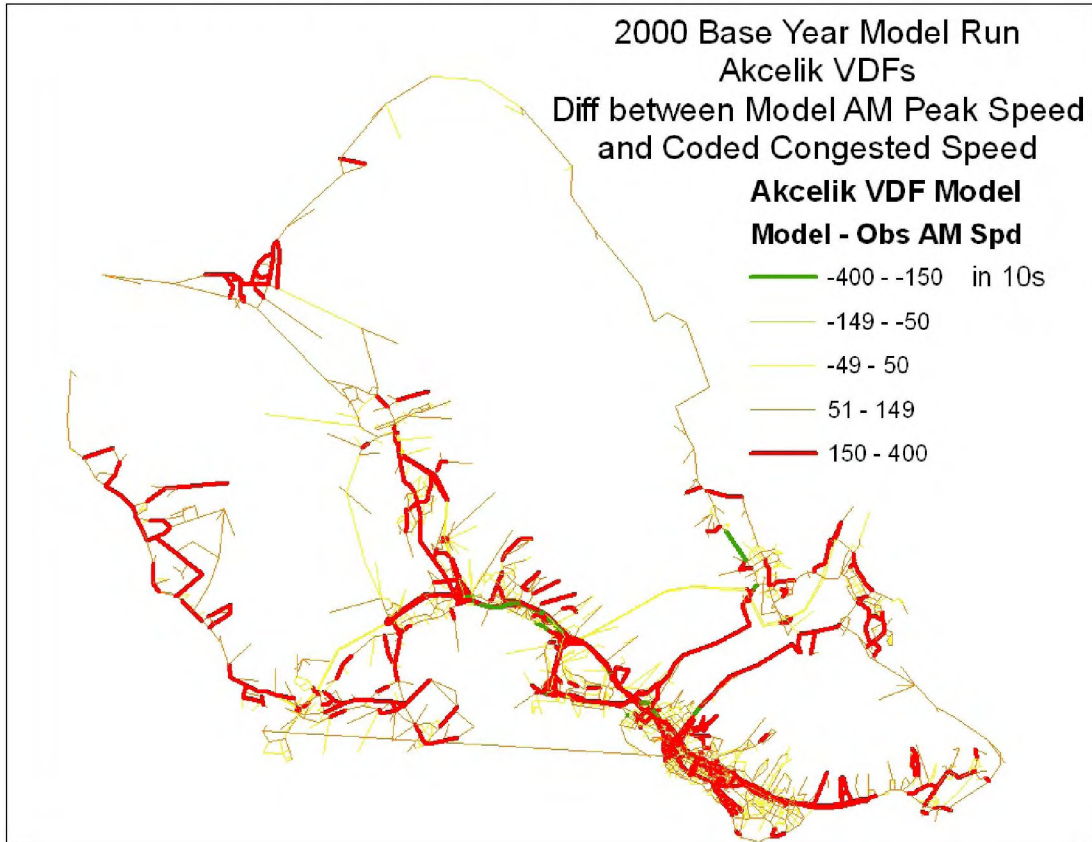 2000 Base Year Model Run
Akcelik VDFs
Diff between Model AM Peak Speed
and Coded Congested Speed
Akcelik VDF Model
Model - Obs AM Spd
-400 - -150 in 10s
-149 - -50
-49 - 50
51 - 149
150 - 400